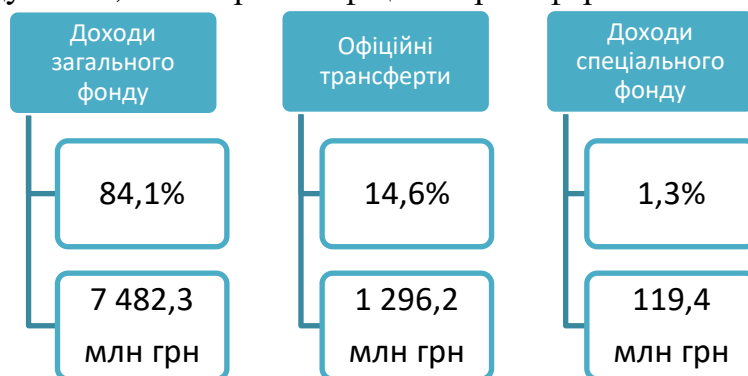 Доходи
загального
фонду
84,1%
7 482,3
млн грн
Офіційні
трансферти
14,6%
1 296,2
млн грн
Доходи
спеціального
фонду
1,3%
119,4
млн грн